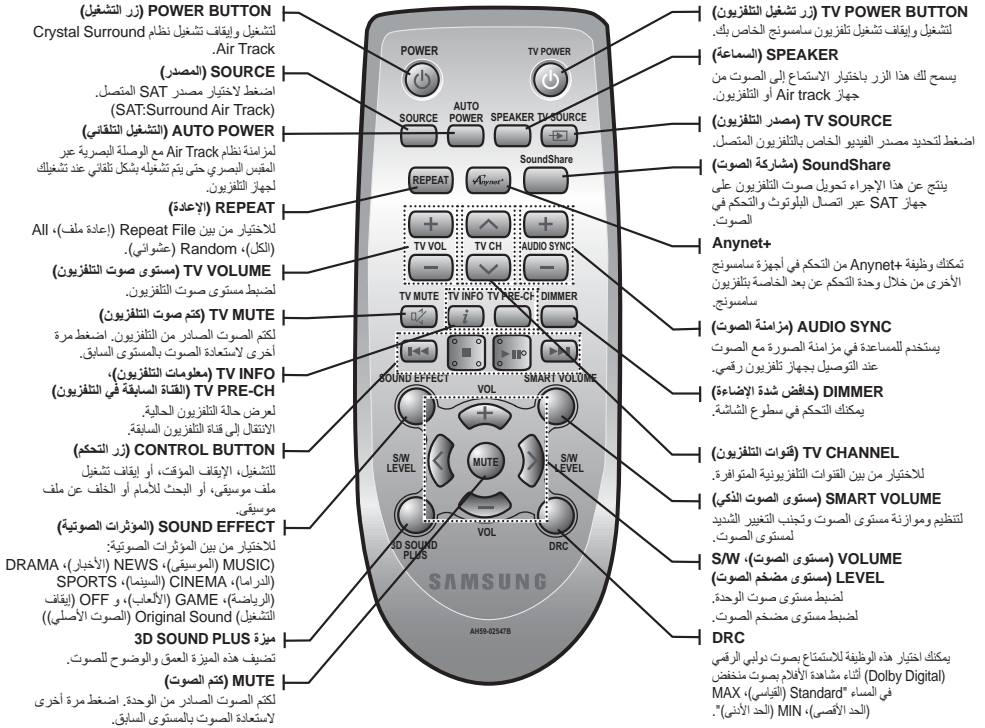 TV POWER BUTTON (زر تشغيل التلفزيون)
لتشغيل وإيقاف تشغيل تلفزيون سامسونج الخاص بك.
SPEAKER (السماعة)
يسمح لك هذا الزر باختيار الاستماع إلى الصوت من
جهاز Air track أو التلفزيون.
TV SOURCE (مصدر التلفزيون)
اضغط لتحديد مصدر الفيديو الخاص بالتلفزيون المتصل.
SoundShare (مشاركة الصوت)
ينتج عن هذا الإجراء تحويل صوت التلفزيون على
جهاز SAT عبر اتصال البلوتوث والتحكم في
الصوت.
Anynet+
تمكنك وظيفة Anynet+ من التحكم في أجهزة سامسونج
الأخرى من خلال وحدة التحكم عن بعد الخاصة بتلفزيون
سامسونج.
AUDIO SYNC (مزامنة الصوت)
يستخدم للمساعدة في مزامنة الصورة مع الصوت
عند التوصيل بجهاز تلفزيون رقمي.
DIMMER (خافض شدة الإضاءة)
يمكنك التحكم في سطوع الشاشة.
TV CHANNEL (قنوات التلفزيون)
للاختيار من بين القنوات التلفزيونية المتوافرة.
SMART VOLUME (مستوى الصوت الذكي)
لتنظيم وموازنة مستوى الصوت وتجنب التغيير الشديد
لمستوى الصوت.
VOLUME (مستوى الصوت)، S/W
LEVEL (مستوى مضخم الصوت)
لضبط مستوى صوت الوحدة.
لضبط مستوى مضخم الصوت.
DRC
يمكنك اختيار هذه الوظيفة للاستمتاع بصوت دولبي الرقمي
(Dolby Digital) أثناء مشاهدة الأفلام بصوت منخفض
في المساء "Standard (القياسي)، MAX
(الحد الأقصى)، MIN (الحد الأدنى)".
POWER
TV POWER
SOURCE
AUTO
POWER
SPEAKER
TV SOURCE
SoundShare
REPEAT
Anynet+
TV VOL
TV CH
AUDIO SYNC
TV MUTE
TV INFO
TV PRE-CH
DIMMER
SOUND EFFECT
SMART VOLUME
VOL
S/W
LEVEL
MUTE
S/W
LEVEL
3D SOUND
PLUS
VOL
DRC
SAMSUNG
AH59-02547B
POWER BUTTON (زر التشغيل)
لتشغيل وإيقاف تشغيل نظام Crystal Surround
Air Track.
SOURCE (المصدر)
اضغط لاختيار مصدر SAT المتصل.
(SAT:Surround Air Track)
AUTO POWER (التشغيل التلقائي)
لمزامنة نظام Air Track مع الوصلة البصرية عبر
المقبس البصري حتى يتم تشغيله بشكل تلقائي عند تشغيلك
لجهاز التلفزيون.
REPEAT (الإعادة)
للاختيار من بين Repeat File (إعادة ملف)، All
(الكل)، Random (عشوائي).
TV VOLUME (مستوى صوت التلفزيون)
لضبط مستوى صوت التلفزيون.
TV MUTE (كتم صوت التلفزيون)
لكتم الصوت الصادر من التلفزيون. اضغط مرة
أخرى لاستعادة الصوت بالمستوى السابق.
TV INFO (معلومات التلفزيون)،
TV PRE-CH (القناة السابقة في التلفزيون)
لعرض حالة التلفزيون الحالية.
الانتقال إلى قناة التلفزيون السابقة.
CONTROL BUTTON (زر التحكم)
للتشغيل، الإيقاف المؤقت، أو إيقاف تشغيل
ملف موسيقى، أو البحث للأمام أو الخلف عن ملف
موسيقى.
SOUND EFFECT (المؤثرات الصوتية)
للاختيار من بين المؤثرات الصوتية:
(MUSIC (الموسيقى)، NEWS (الأخبار)، DRAMA
(الدراما)، CINEMA (السينما)، SPORTS
(الرياضة)، GAME (الألعاب)، و OFF (إيقاف
التشغيل) Original Sound (الصوت الأصلي))
ميزة 3D SOUND PLUS
تضيف هذه الميزة العمق والوضوح للصوت.
MUTE (كتم الصوت)
لكتم الصوت الصادر من الوحدة. اضغط مرة أخرى
لاستعادة الصوت بالمستوى السابق.